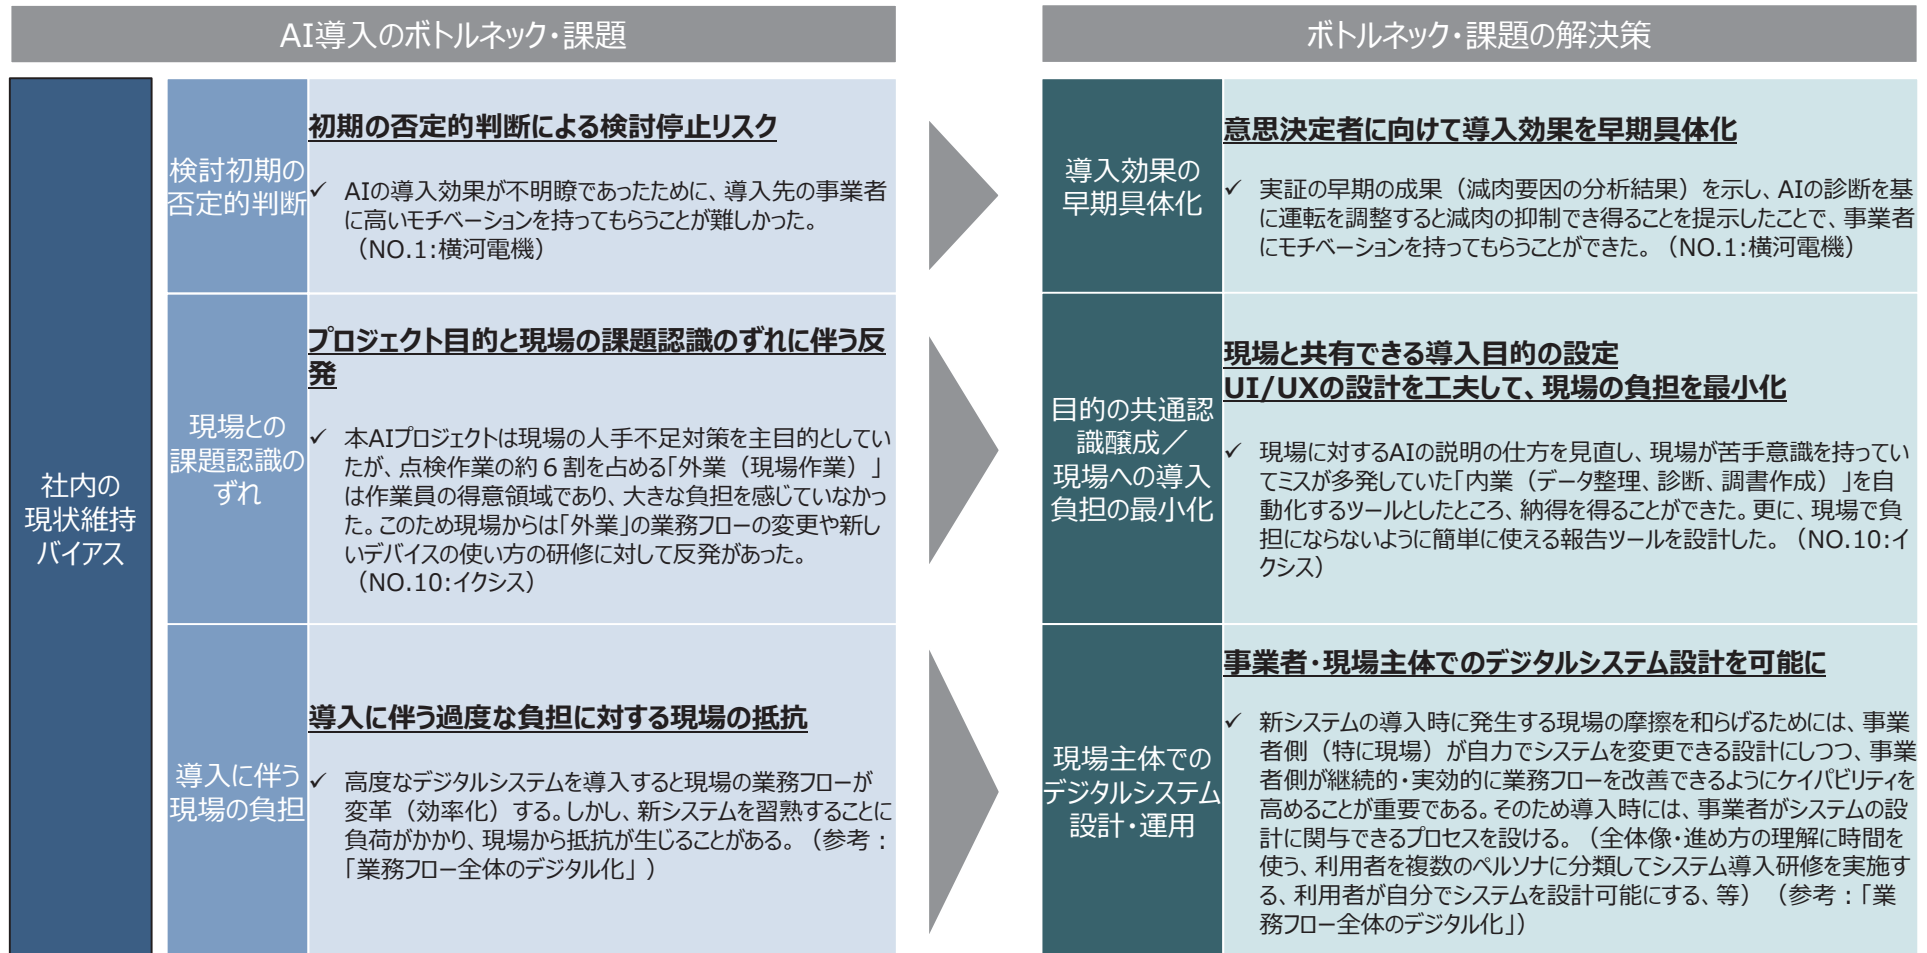 AI導入のボトルネック・課題
ボトルネック・課題の解決策
社内の
現状維持
バイアス
検討初期の
否定的判断
初期の否定的判断による検討停止リスク
✓ AIの導入効果が不明瞭であったために、導入先の事業者
に高いモチベーションを持ってもらうことが難しかった。
（NO.1:横河電機）
導入効果の
早期具体化
意思決定者に向けて導入効果を早期具体化
✓ 実証の早期の成果（減肉要因の分析結果）を示し、AIの診断を基
に運転を調整すると減肉の抑制でき得ることを提示したことで、事業者
にモチベーションを持ってもらうことができた。（NO.1:横河電機）
現場との
課題認識の
ずれ
プロジェクト目的と現場の課題認識のずれに伴う反
発
✓ 本AIプロジェクトは現場の人手不足対策を主目的としてい
たが、点検作業の約６割を占める「外業（現場作業）」
は作業員の得意領域であり、大きな負担を感じていなかっ
た。このため現場からは「外業」の業務フローの変更や新し
いデバイスの使い方の研修に対して反発があった。
（NO.10:イクシス）
目的の共通認
識醸成／
現場への導入
負担の最小化
現場と共有できる導入目的の設定
UI/UXの設計を工夫して、現場の負担を最小化
✓ 現場に対するAIの説明の仕方を見直し、現場が苦手意識を持ってい
てミスが多発していた「内業（データ整理、診断、調書作成）」を自
動化するツールとしたところ、納得を得ることができた。更に、現場で負
担にならないように簡単に使える報告ツールを設計した。（NO.10:イ
クシス）
導入に伴う
現場の負担
導入に伴う過度な負担に対する現場の抵抗
✓ 高度なデジタルシステムを導入すると現場の業務フローが
変革（効率化）する。しかし、新システムを習熟することに
負荷がかかり、現場から抵抗が生じることがある。（参考：
「業務フロー全体のデジタル化」）
現場主体での
デジタルシステム
設計・運用
事業者・現場主体でのデジタルシステム設計を可能に
✓ 新システムの導入時に発生する現場の摩擦を和らげるためには、事業
者側（特に現場）が自力でシステムを変更できる設計にしつつ、事業
者側が継続的・実効的に業務フローを改善できるようにケイパビリティを
高めることが重要である。そのため導入時には、事業者がシステムの設
計に関与できるプロセスを設ける。（全体像・進め方の理解に時間を
使う、利用者を複数のペルソナに分類してシステム導入研修を実施す
る、利用者が自分でシステムを設計可能にする、等）（参考：「業
務フロー全体のデジタル化」）